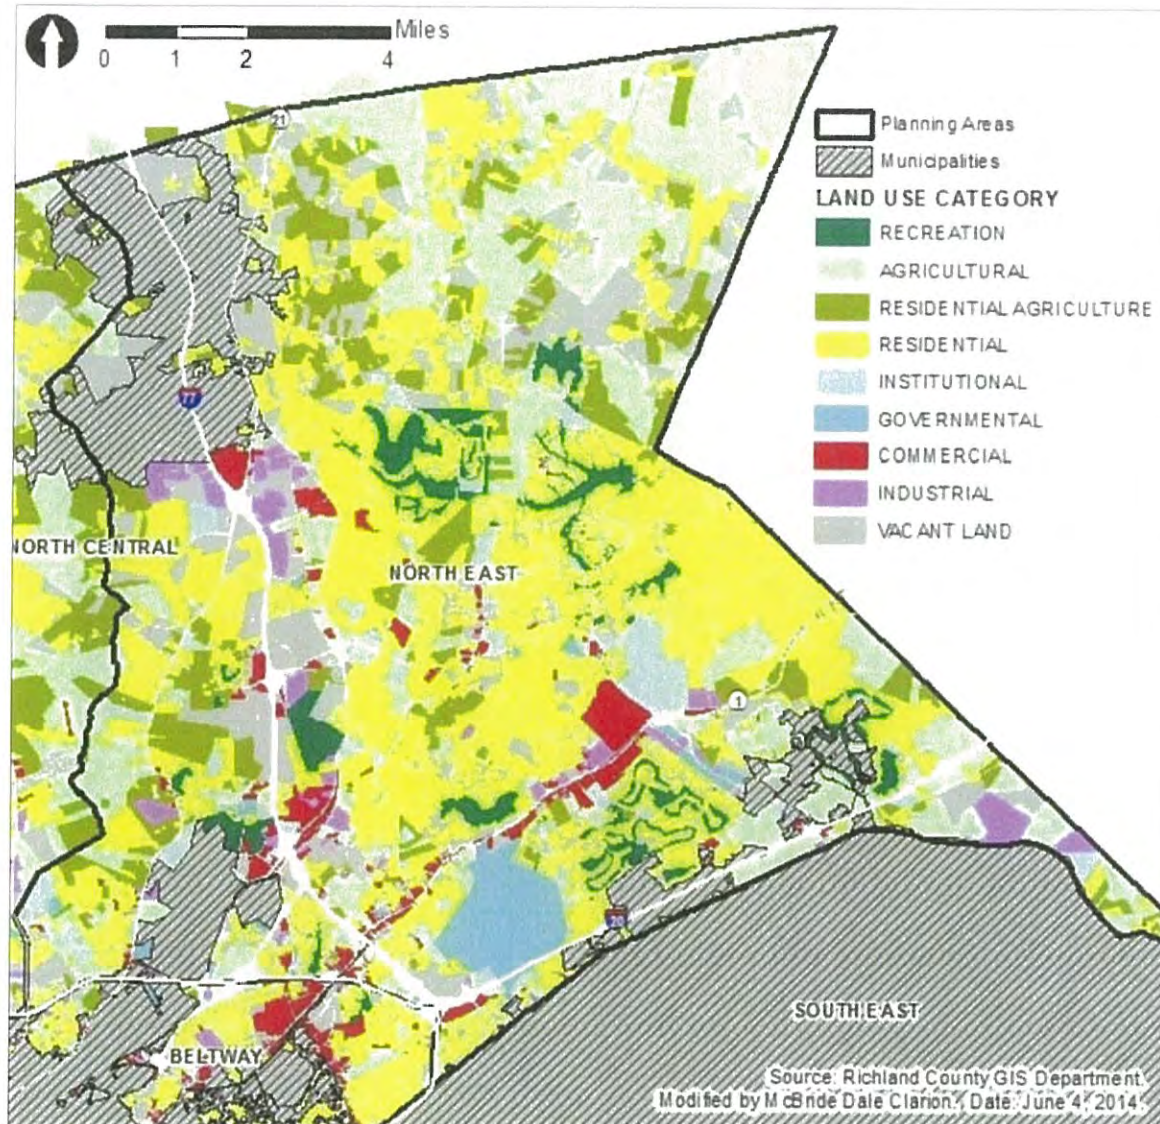 Miles
0 1 2 4
21
Planning Areas
Municipalities
LAND USE CATEGORY
RECREATION
AGRICULTURAL
RESIDENTIAL AGRICULTURE
RESIDENTIAL
INSTITUTIONAL
GOVERNMENTAL
COMMERCIAL
INDUSTRIAL
VACANT LAND
77
NORTH CENTRAL
NORTH EAST
1
20
SOUTH EAST
BELTWAY
Source: Richland County GIS Department.
Modified by McBride Dale Clarion. Date: June 4, 2014.